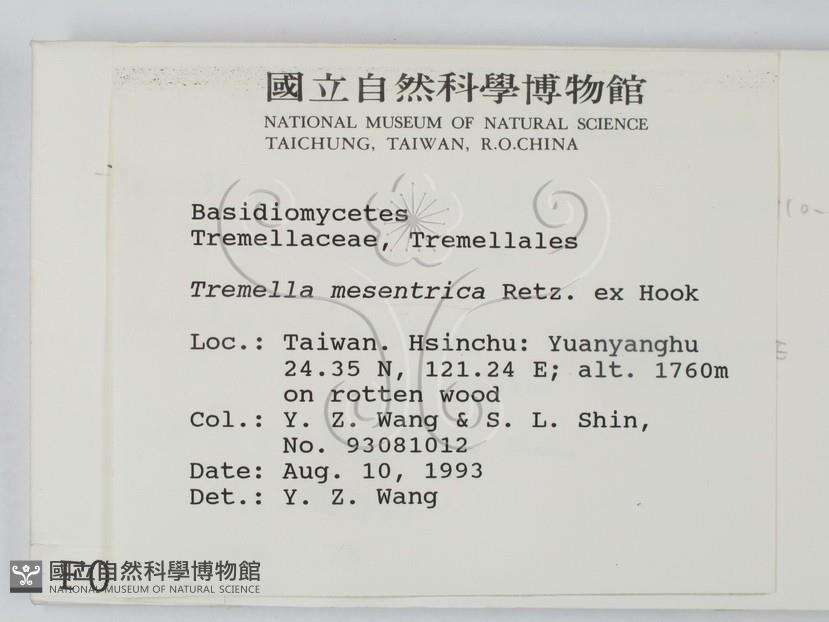 國立自然科學博物館
NATIONAL MUSEUM OF NATURAL SCIENCE
TAICHUNG, TAIWAN, R.O.CHINA
Basidiomycetes
Tremellaceae, Tremellales
Tremella mesentrica Retz. ex Hook
Loc.: Taiwan. Hsinchu: Yuanyanghu
24.35 N, 121.24 E; alt. 1760m
on rotten wood
Col.: Y. Z. Wang & S. L. Shin,
No. 93081012
Date: Aug. 10, 1993
Det.: Y. Z. Wang
F0
國立自然科學博物館
NATIONAL MUSEUM OF NATURAL SCIENCE